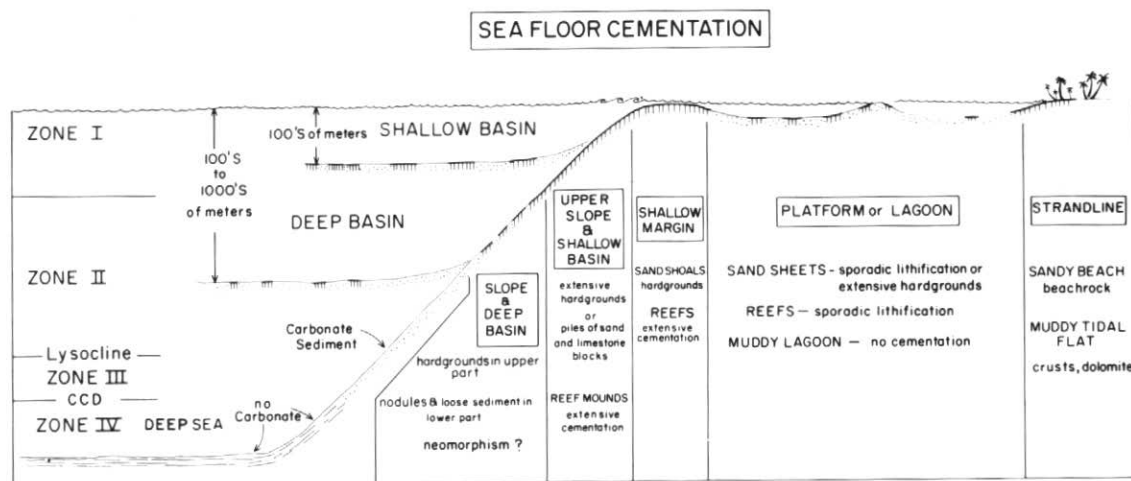 SEA FLOOR CEMENTATION
ZONE I
100'S of meters
SHALLOW BASIN
100'S
to
1000'S
of meters
DEEP BASIN
ZONE II
Carbonate
Sediment
Lysocline
ZONE III
CCD
ZONE IV
DEEP SEA
no
Carbonate
SLOPE
&
DEEP
BASIN
hardgrounds in upper
part
nodules & loose sediment in
lower part
neomorphism ?
UPPER
SLOPE
&
SHALLOW
BASIN
extensive
hardgrounds
or
piles of sand
and limestone
blocks
REEF MOUNDS
extensive
cementation
SHALLOW
MARGIN
SAND SHOALS
hardgrounds
REEFS
extensive
cementation
PLATFORM or LAGOON
SAND SHEETS - sporadic lithification or
extensive hardgrounds
REEFS — sporadic lithification
MUDDY LAGOON — no cementation
STRANDLINE
SANDY BEACH
beachrock
MUDDY TIDAL
FLAT
crusts, dolomite